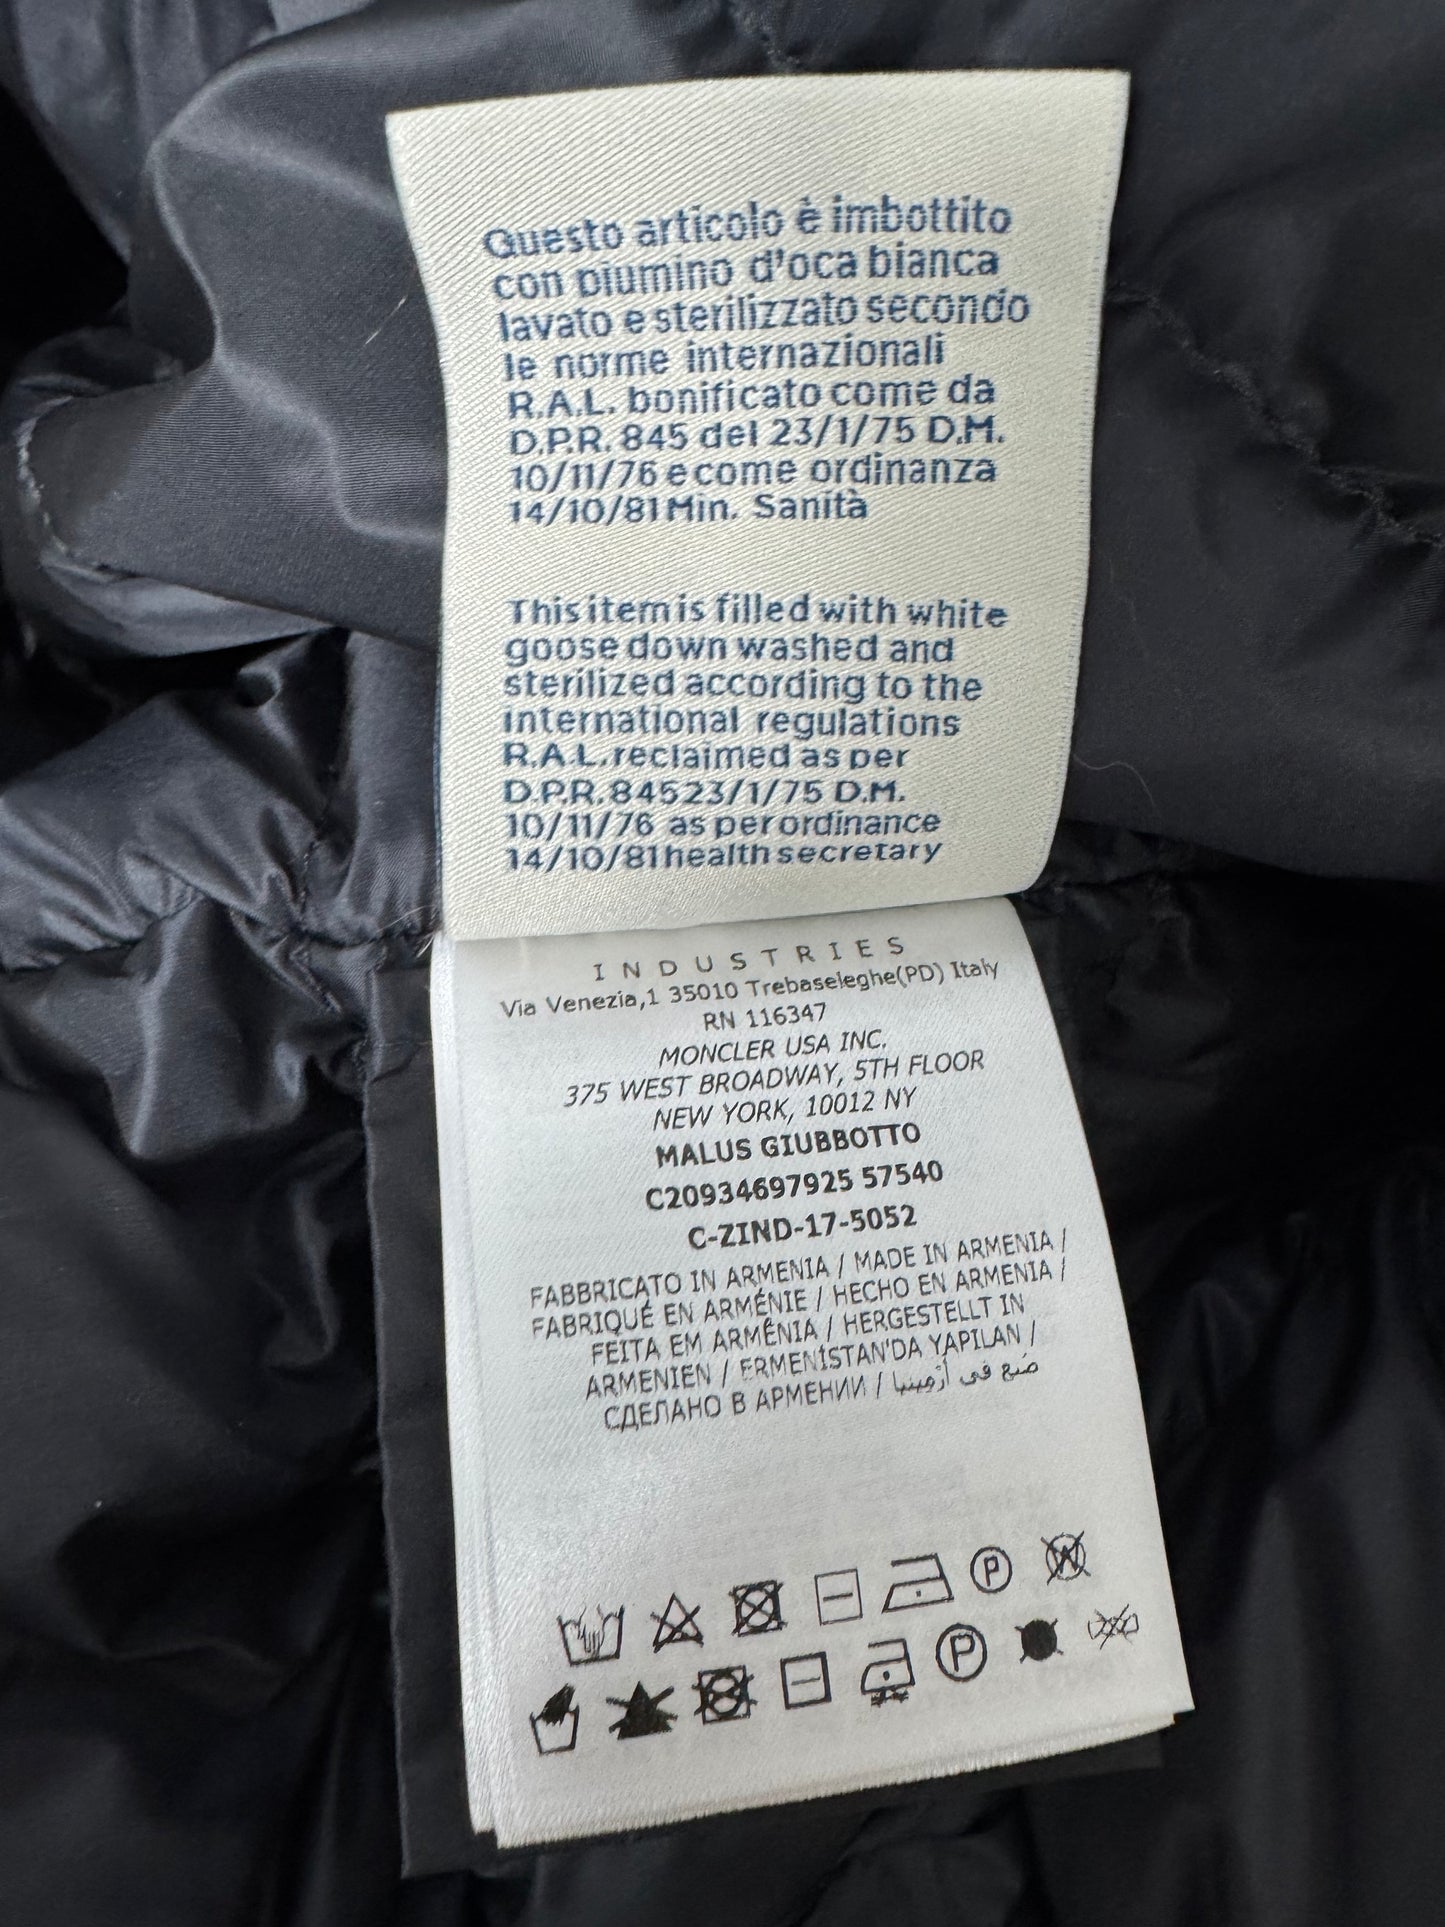 Questo articolo è imbottito
con piumino d'oca bianca
lavato e sterilizzato secondo
le norme internazionali
R.A.L. bonificato come da
D.P.R. 845 del 23/1/75 D.M.
10/11/76 e come ordinanza
14/10/81 Min. Sanità
This item is filled with white
goose down washed and
sterilized according to the
international regulations
R.A.L. reclaimed as per
D.P.R. 84523/1/75 D.M.
10/11/76 as per ordinance
14/10/81 health secretary
INDUSTRIES
Via Venezia,1 35010 Trebaseleghe(PD) Italy
RN 116347
MONCLER USA INC.
375 WEST BROADWAY, 5TH FLOOR
NEW YORK, 10012 NY
MALUS GIUBBOTTO
C20934697925 57540
C-ZIND-17-5052
FABBRICATO IN ARMENIA / MADE IN ARMENIA /
FABRIQUÉ EN ARMÉNIE / HECHO EN ARMENIA /
FEITA EM ARMÊNIA / HERGESTELLT IN
ARMENIEN / ERMENİSTAN'DA YAPILAN /
СДЕЛАНО В АРМЕНИИ / صُنع في أرْمِينيا
P W
P